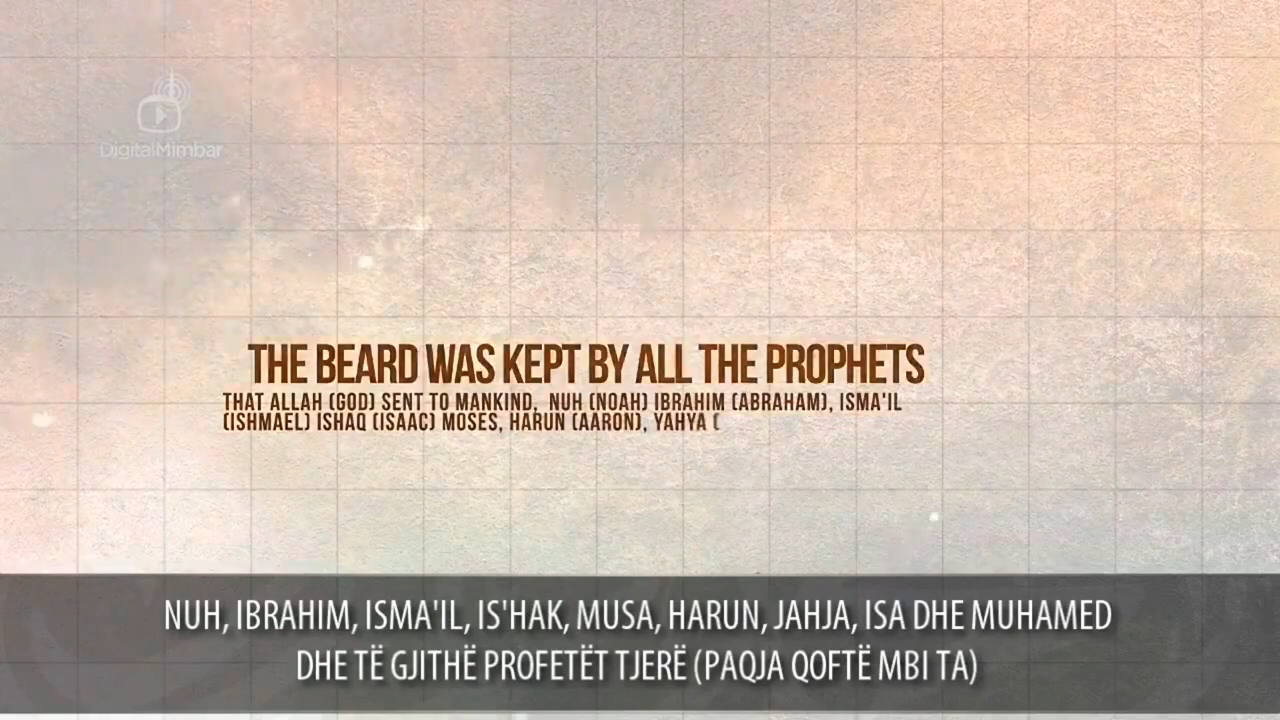 DigitalMimbar
THE BEARD WAS KEPT BY ALL THE PROPHETS
THAT ALLAH (GOD) SENT TO MANKIND, NUH (NOAH) IBRAHIM (ABRAHAM), ISMA'IL
(ISHMAEL) ISHAQ (ISAAC) MOSES, HARUN (AARON), YAHYA (
NUH, IBRAHIM, ISMA'IL, IS'HAK, MUSA, HARUN, JAHJA, ISA DHE MUHAMED
DHE TË GJITHË PROFETËT TJERË (PAQJA QOFTË MBI TA)